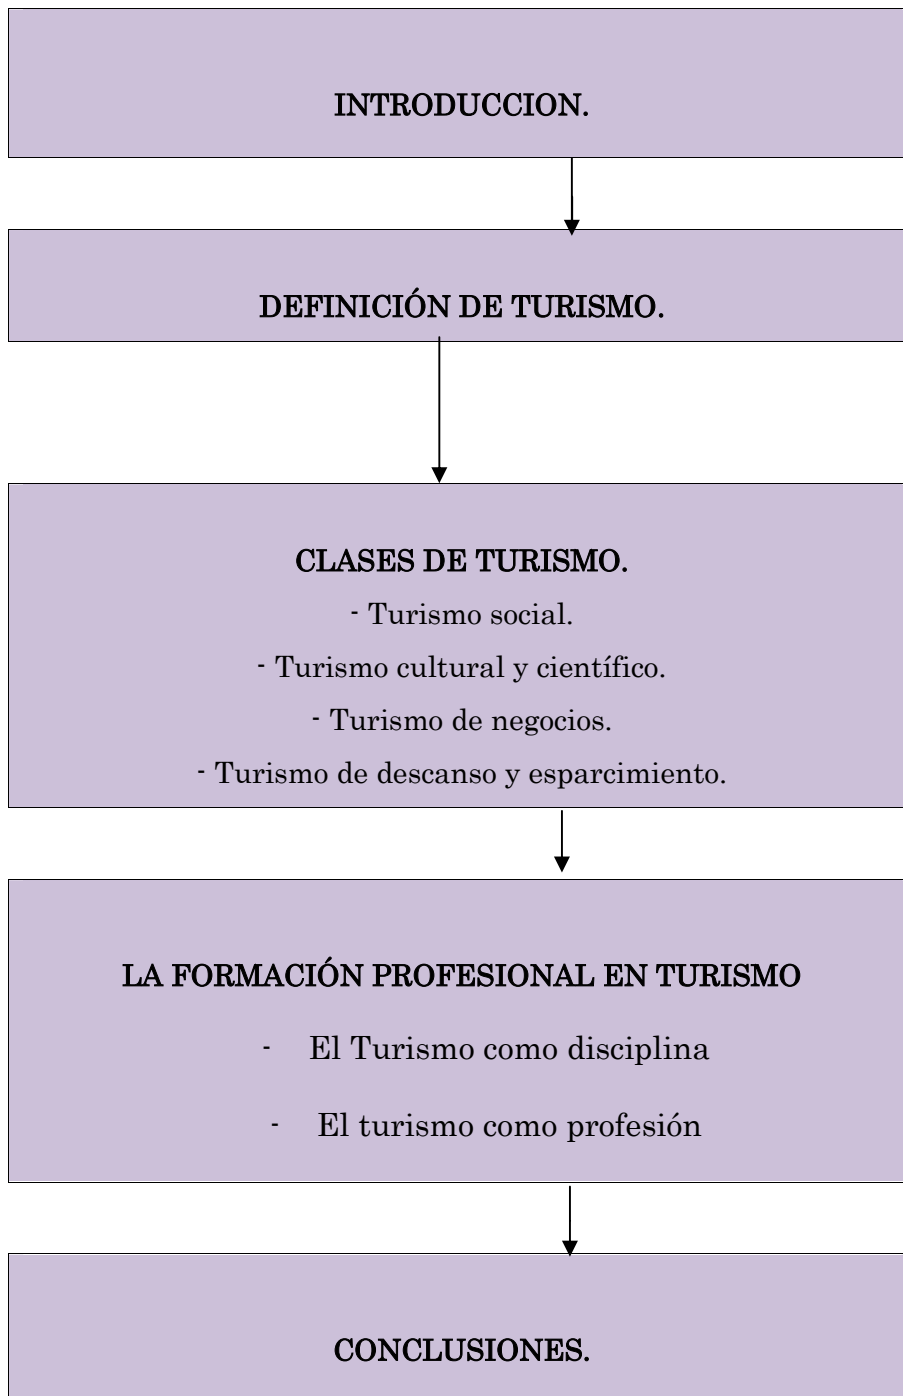 INTRODUCCION.
DEFINICIÓN DE TURISMO.
CLASES DE TURISMO.
- Turismo social.
- Turismo cultural y científico.
- Turismo de negocios.
- Turismo de descanso y esparcimiento.
LA FORMACIÓN PROFESIONAL EN TURISMO
- El Turismo como disciplina
- El turismo como profesión
CONCLUSIONES.